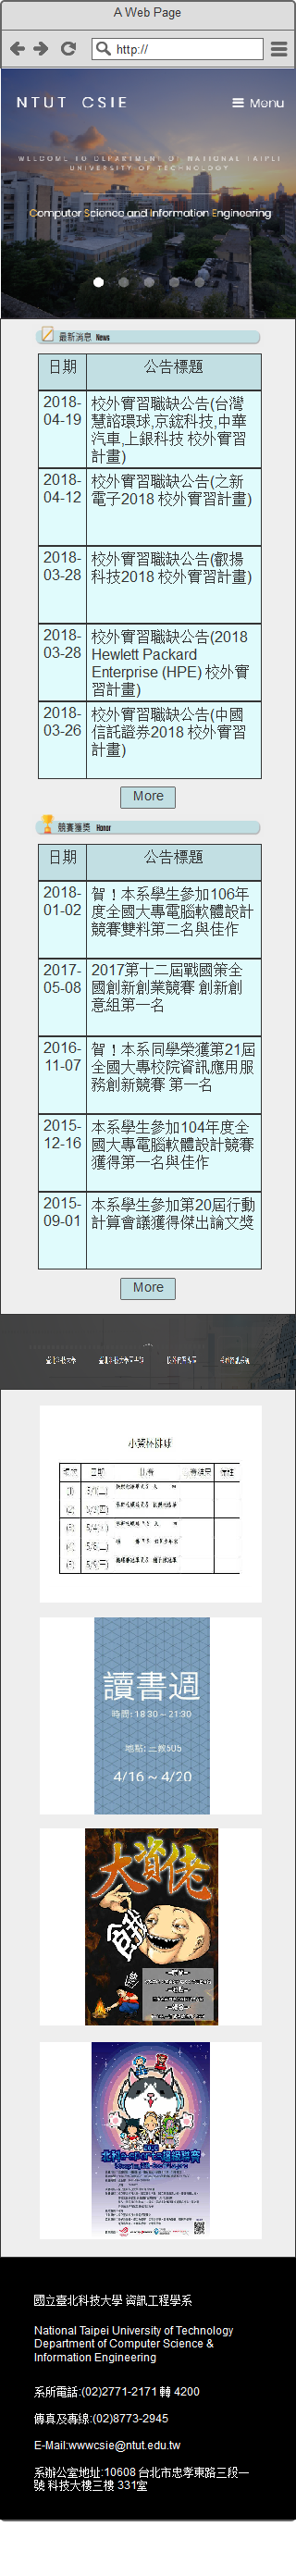 A Web Page
http://
NTUT CSIE
Menu
WELCOME TO DEPARTMENT OF NATIONAL TAIPEI
UNIVERSITY OF TECHNOLOGY
Computer Science and Information Engineering
最新消息 News
日期 公告標題
2018-04-19 校外實習職缺公告(台灣
慧諮環球,京鋐科技,中華
汽車,上銀科技 校外實習
計畫)
2018-04-12 校外實習職缺公告(之新
電子2018 校外實習計畫)
2018-03-28 校外實習職缺公告(叡揚
科技2018 校外實習計畫)
2018-03-28 校外實習職缺公告(2018
Hewlett Packard
Enterprise (HPE) 校外實
習計畫)
2018-03-26 校外實習職缺公告(中國
信託證券2018 校外實習
計畫)
More
競賽獲獎 Honor
日期 公告標題
2018-01-02 賀！本系學生參加106年
度全國大專電腦軟體設計
競賽雙料第二名與佳作
2017-05-08 2017第十二屆戰國策全
國創新創業競賽 創新創
意組第一名
2016-11-07 賀！本系同學榮獲第21屆
全國大專校院資訊應用服
務創新競賽 第一名
2015-12-16 本系學生參加104年度全
國大專電腦軟體設計競賽
獲得第一名與佳作
2015-09-01 本系學生參加第20屆行動
計算會議獲得傑出論文獎
More
日期
讀書週
時間: 18:30 ~ 21:30
地點: 三教505
4/16 ~ 4/20
大資佬
餓
國立臺北科技大學 資訊工程學系
National Taipei University of Technology
Department of Computer Science &
Information Engineering
系所電話:(02)2771-2171 轉 4200
傳真及專線:(02)8773-2945
E-Mail:wwwcsie@ntut.edu.tw
系辦公室地址:10608 台北市忠孝東路三段一
號 科技大樓三樓 331室